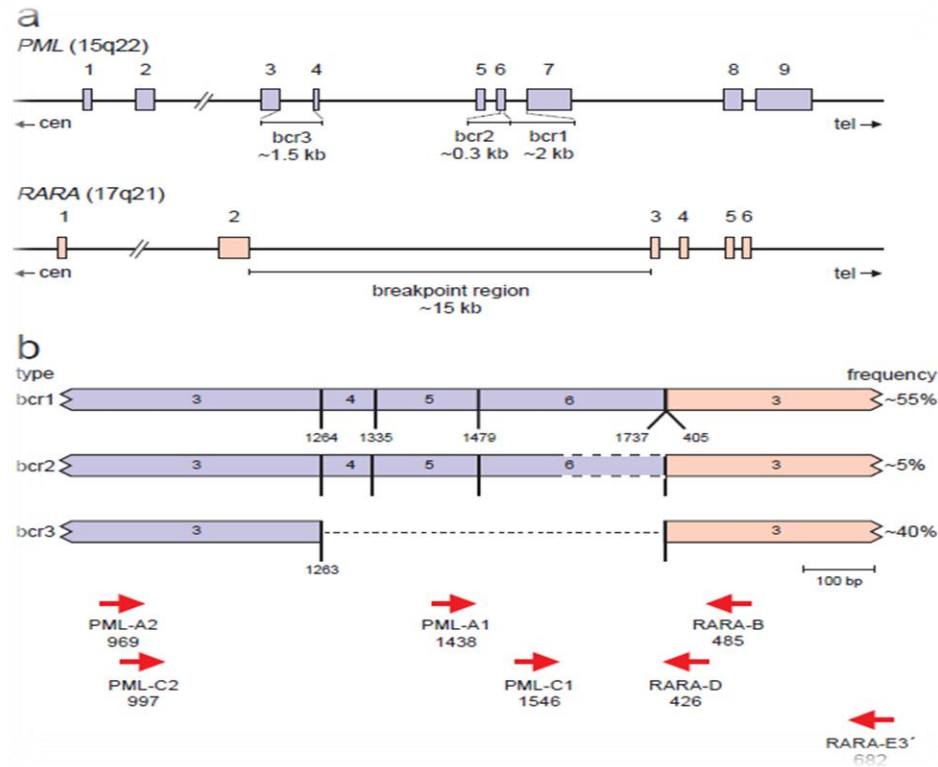 a
PML (15q22)
1 2 3 4 5 6 7 8 9
← cen tel →
bcr3 bcr2 bcr1
~1.5 kb ~0.3 kb ~2 kb
RARA (17q21)
1 2 3 4 5 6
← cen tel →
breakpoint region
~15 kb
b
type frequency
bcr1 3 4 5 6 3 ~55%
1264 1335 1479 1737 405
bcr2 3 4 5 6 3 ~5%
bcr3 3 3 ~40%
1263
100 bp
PML-A2 PML-A1 RARA-B
969 1438 485
PML-C2 PML-C1 RARA-D
997 1546 426
RARA-E3´
682